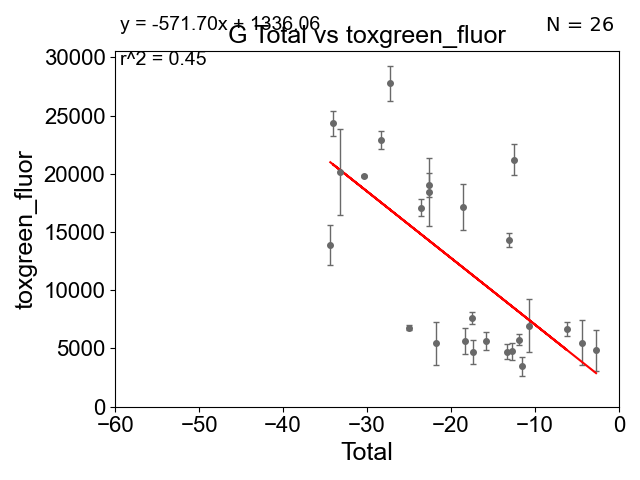 y = -571.70x + 1336.06
N = 26
G Total vs toxgreen_fluor
r^2 = 0.45
30000
25000
20000
15000
10000
5000
0
toxgreen_fluor
−60 −50 −40 −30 −20 −10 0
Total